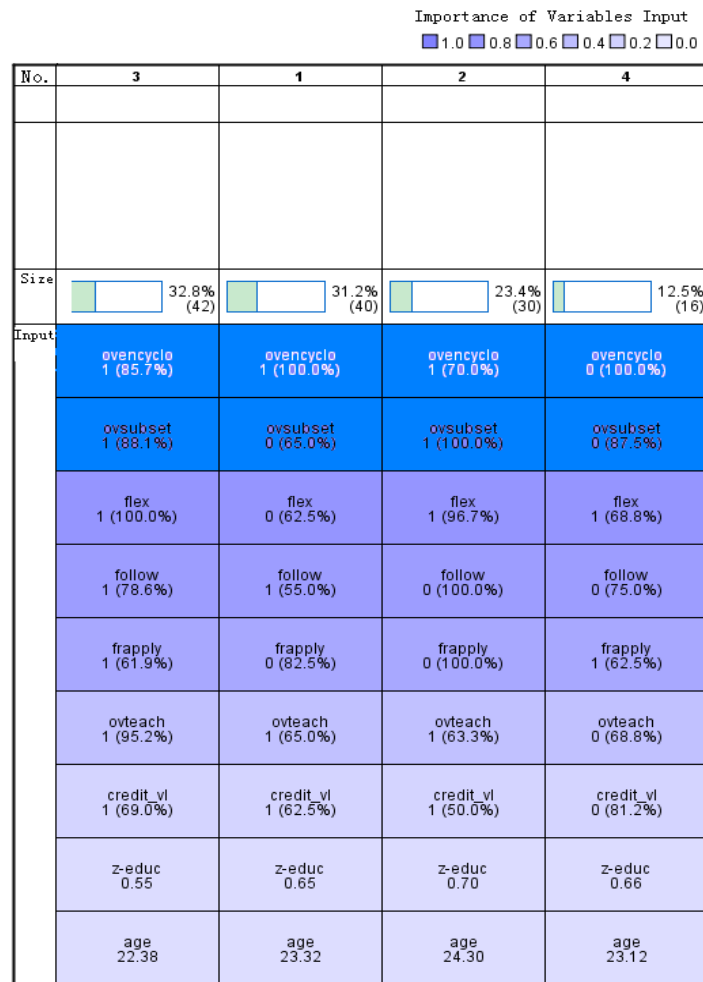 Importance of Variables Input
1.0 0.8 0.6 0.4 0.2 0.0
No. 3 1 2 4
Size 32.8% (42) 31.2% (40) 23.4% (30) 12.5% (16)
Input
ovencyclo ovencyclo ovencyclo ovencyclo
1 (85.7%) 1 (100.0%) 1 (70.0%) 0 (100.0%)
ovsubset ovsubset ovsubset ovsubset
1 (88.1%) 0 (65.0%) 1 (100.0%) 0 (87.5%)
flex flex flex flex
1 (100.0%) 0 (62.5%) 1 (96.7%) 1 (68.8%)
follow follow follow follow
1 (78.6%) 1 (55.0%) 0 (100.0%) 0 (75.0%)
frapply frapply frapply frapply
1 (61.9%) 0 (82.5%) 0 (100.0%) 1 (62.5%)
ovteach ovteach ovteach ovteach
1 (95.2%) 1 (65.0%) 1 (63.3%) 0 (68.8%)
credit_vl credit_vl credit_vl credit_vl
1 (69.0%) 1 (62.5%) 1 (50.0%) 0 (81.2%)
z-educ z-educ z-educ z-educ
0.55 0.65 0.70 0.66
age age age age
22.38 23.32 24.30 23.12